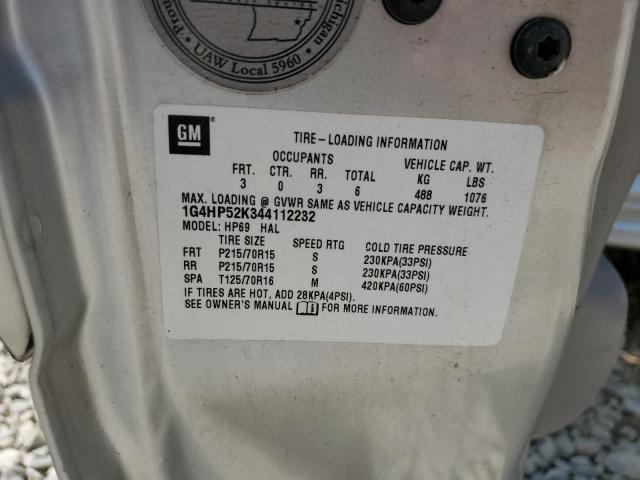 Proud
Michigan
UAW Local 5960
GM
TIRE-LOADING INFORMATION
OCCUPANTS VEHICLE CAP. WT.
FRT. CTR. RR. TOTAL KG LBS
3 0 3 6 488 1076
MAX. LOADING @ GVWR SAME AS VEHICLE CAPACITY WEIGHT.
1G4HP52K344112232
MODEL: HP69 HAL
TIRE SIZE SPEED RTG COLD TIRE PRESSURE
FRT P215/70R15 S 230KPA(33PSI)
RR P215/70R15 S 230KPA(33PSI)
SPA T125/70R16 M 420KPA(60PSI)
IF TIRES ARE HOT, ADD 28KPA(4PSI).
SEE OWNER'S MANUAL FOR MORE INFORMATION.